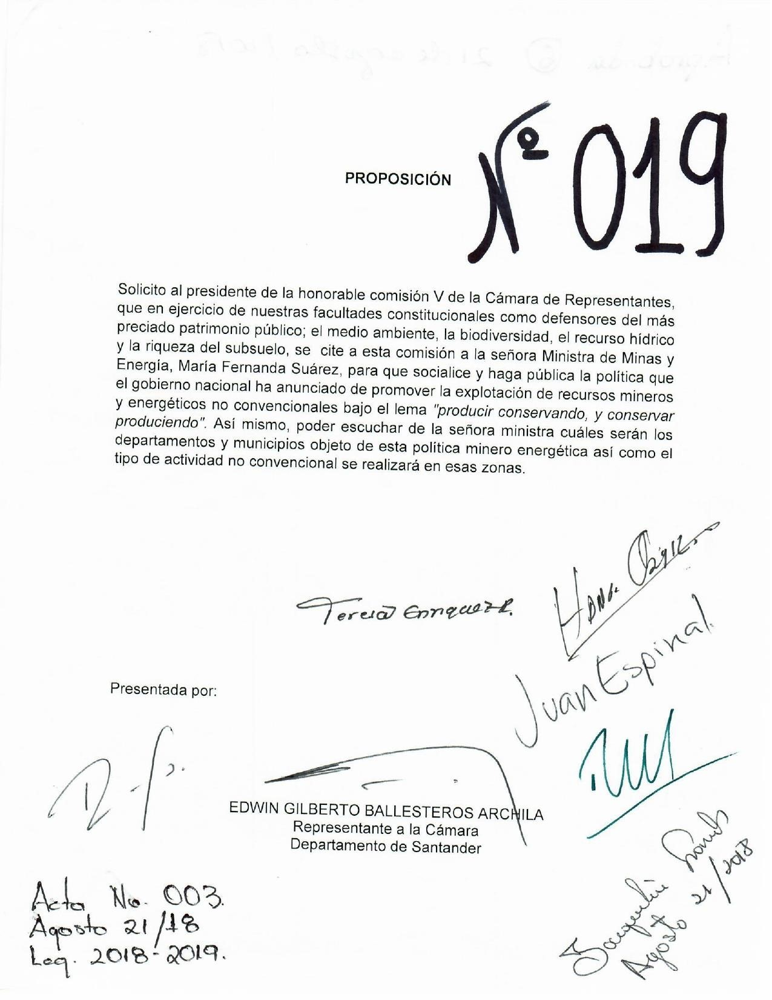 Nº 019
PROPOSICIÓN
Solicito al presidente de la honorable comisión V de la Cámara de Representantes,
que en ejercicio de nuestras facultades constitucionales como defensores del más
preciado patrimonio público; el medio ambiente, la biodiversidad, el recurso hídrico
y la riqueza del subsuelo, se cite a esta comisión a la señora Ministra de Minas y
Energía, María Fernanda Suárez, para que socialice y haga pública la política que
el gobierno nacional ha anunciado de promover la explotación de recursos mineros
y energéticos no convencionales bajo el lema "producir conservando, y conservar
produciendo". Así mismo, poder escuchar de la señora ministra cuáles serán los
departamentos y municipios objeto de esta política minero energética así como el
tipo de actividad no convencional se realizará en esas zonas.
Teresa Enriquez R.
Juan Espinal
Presentada por:
EDWIN GILBERTO BALLESTEROS ARCHILA
Representante a la Cámara
Departamento de Santander
Acta No. 003.
Agosto 21/18
Leg. 2018-2019.
Agosto 21/2018